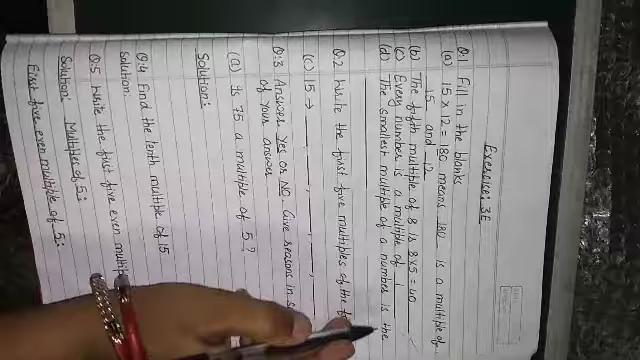 Exercise: 3E
Q.1 Fill in the blanks
(a) 15 x 12 = 180 means 180 is a multiple of
15 and 12
(b) The fifth multiple of 8 is 8x5=40
(c) Every number is a multiple of 1
(d) The smallest multiple of a number is the
Q.2 Write the first five multiples of the
(c) 15 →
Q.3 Answer Yes or No. Give reasons in
of your answer
(a) 75 a multiple of 5?
Solution:
Q.4 Find the tenth multiple of 15
Solution:
Q.5 Write the first five even multip
Solution: Multiples of 5:
First five even multiple of 5: